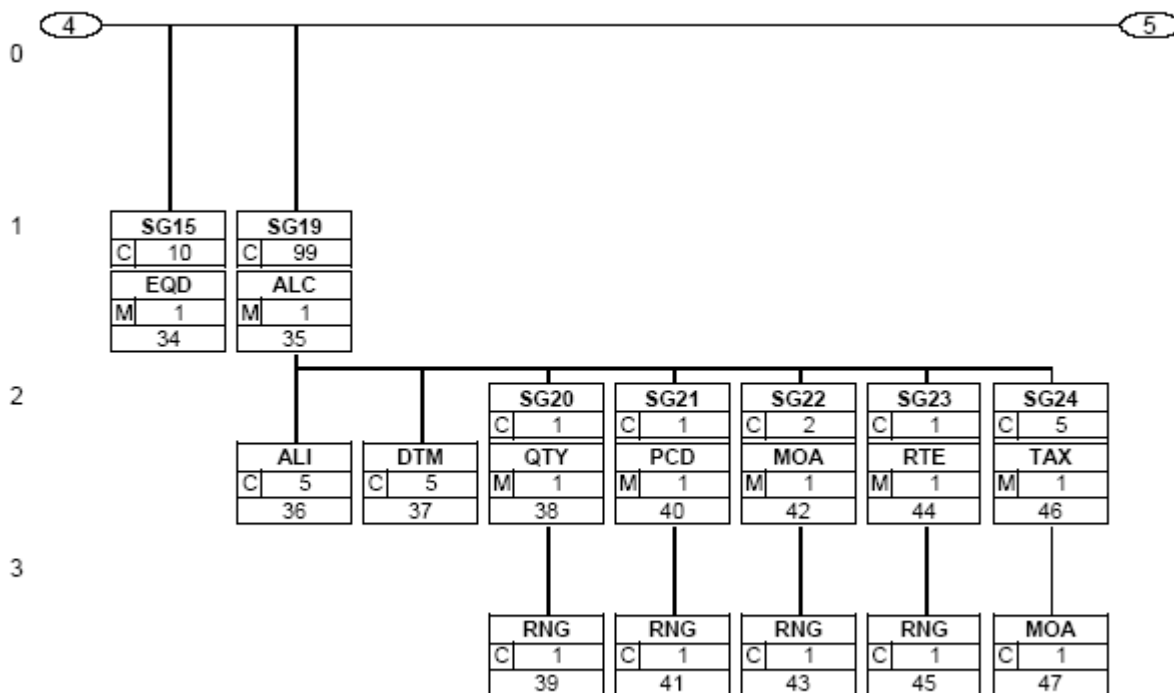 4 5
0
1
SG15 SG19
C 10 C 99
EQD ALC
M 1 M 1
34 35
2
SG20 SG21 SG22 SG23 SG24
C 1 C 1 C 2 C 1 C 5
ALI DTM QTY PCD MOA RTE TAX
C 5 C 5 M 1 M 1 M 1 M 1 M 1
36 37 38 40 42 44 46
3
RNG RNG RNG RNG MOA
C 1 C 1 C 1 C 1 C 1
39 41 43 45 47